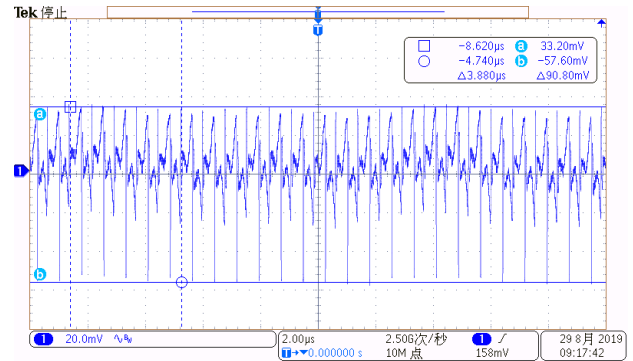 Tek 停止
T
−8.620µs a 33.20mV
−4.740µs b −57.60mV
△3.880µs △90.80mV
a
1
b
1 20.0mV
2.00µs 2.50G次/秒 1 158mV
T→▼0.000000 s 10M 点
29 8月 2019
09:17:42